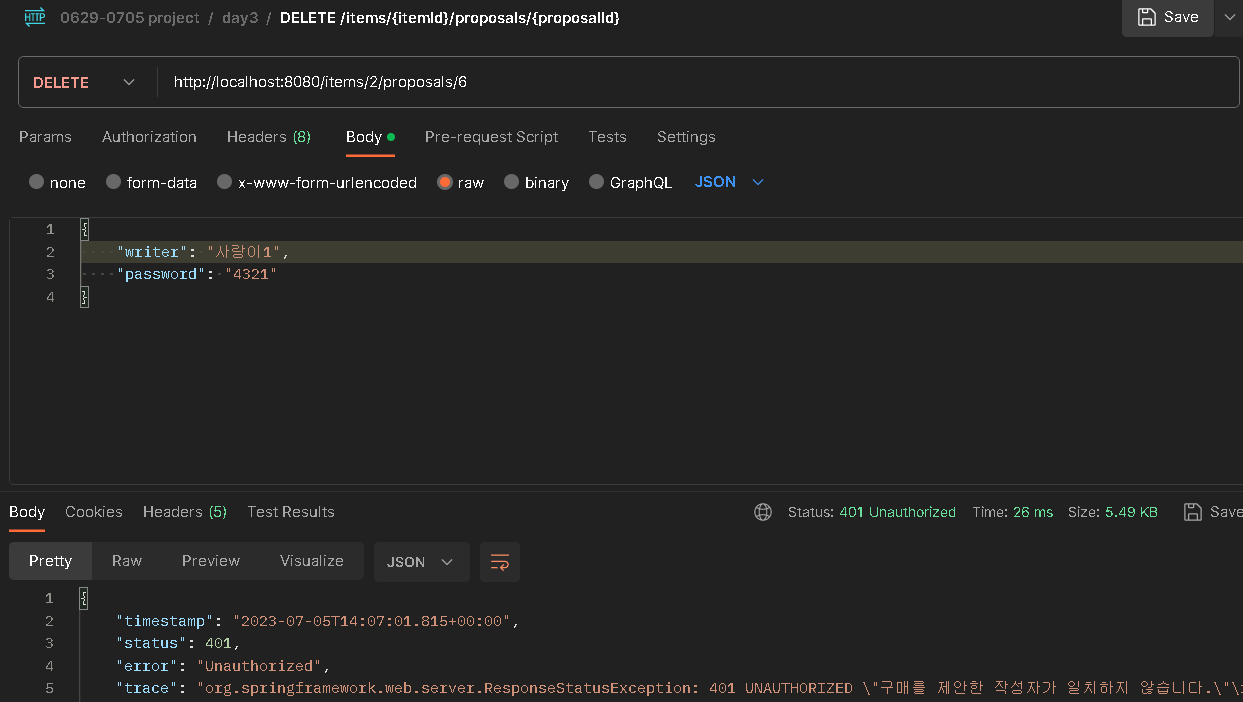 HTTP 0629-0705 project / day3 / DELETE /items/{itemId}/proposals/{proposalId} Save
DELETE http://localhost:8080/items/2/proposals/6
Params Authorization Headers (8) Body Pre-request Script Tests Settings
none form-data x-www-form-urlencoded raw binary GraphQL JSON
1 {
2 "writer": "사랑이1",
3 "password": "4321"
4 }
Body Cookies Headers (5) Test Results Status: 401 Unauthorized Time: 26 ms Size: 5.49 KB Save
Pretty Raw Preview Visualize JSON
1 {
2 "timestamp": "2023-07-05T14:07:01.815+00:00",
3 "status": 401,
4 "error": "Unauthorized",
5 "trace": "org.springframework.web.server.ResponseStatusException: 401 UNAUTHORIZED \"구매를 제안한 작성자가 일치하지 않습니다.\"\